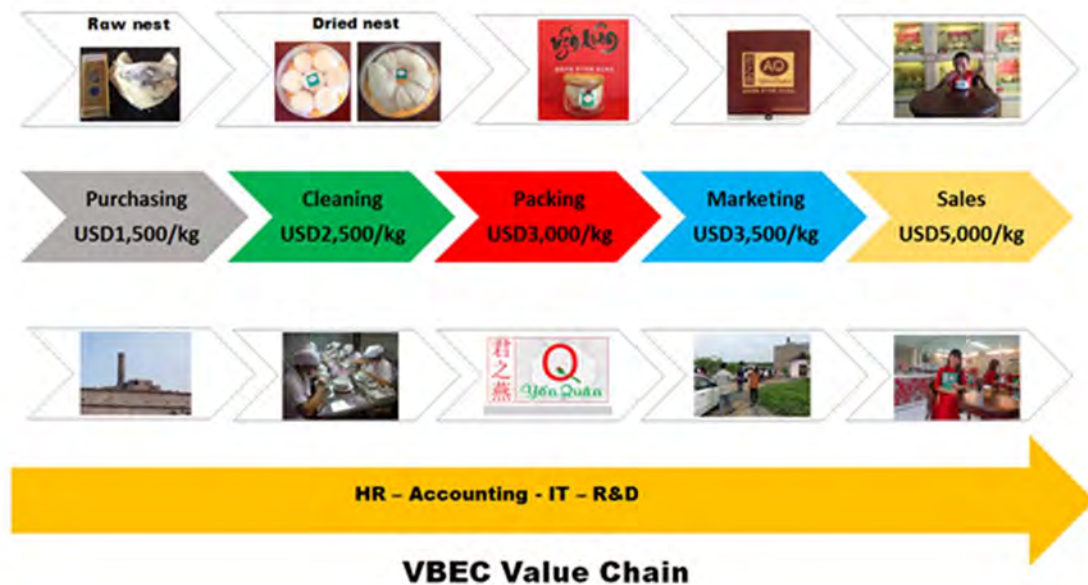 Raw nest
Dried nest
AQ
Purchasing
USD1,500/kg
Cleaning
USD2,500/kg
Packing
USD3,000/kg
Marketing
USD3,500/kg
Sales
USD5,000/kg
君之燕
Q
Yến Quân
HR – Accounting - IT – R&D
VBEC Value Chain